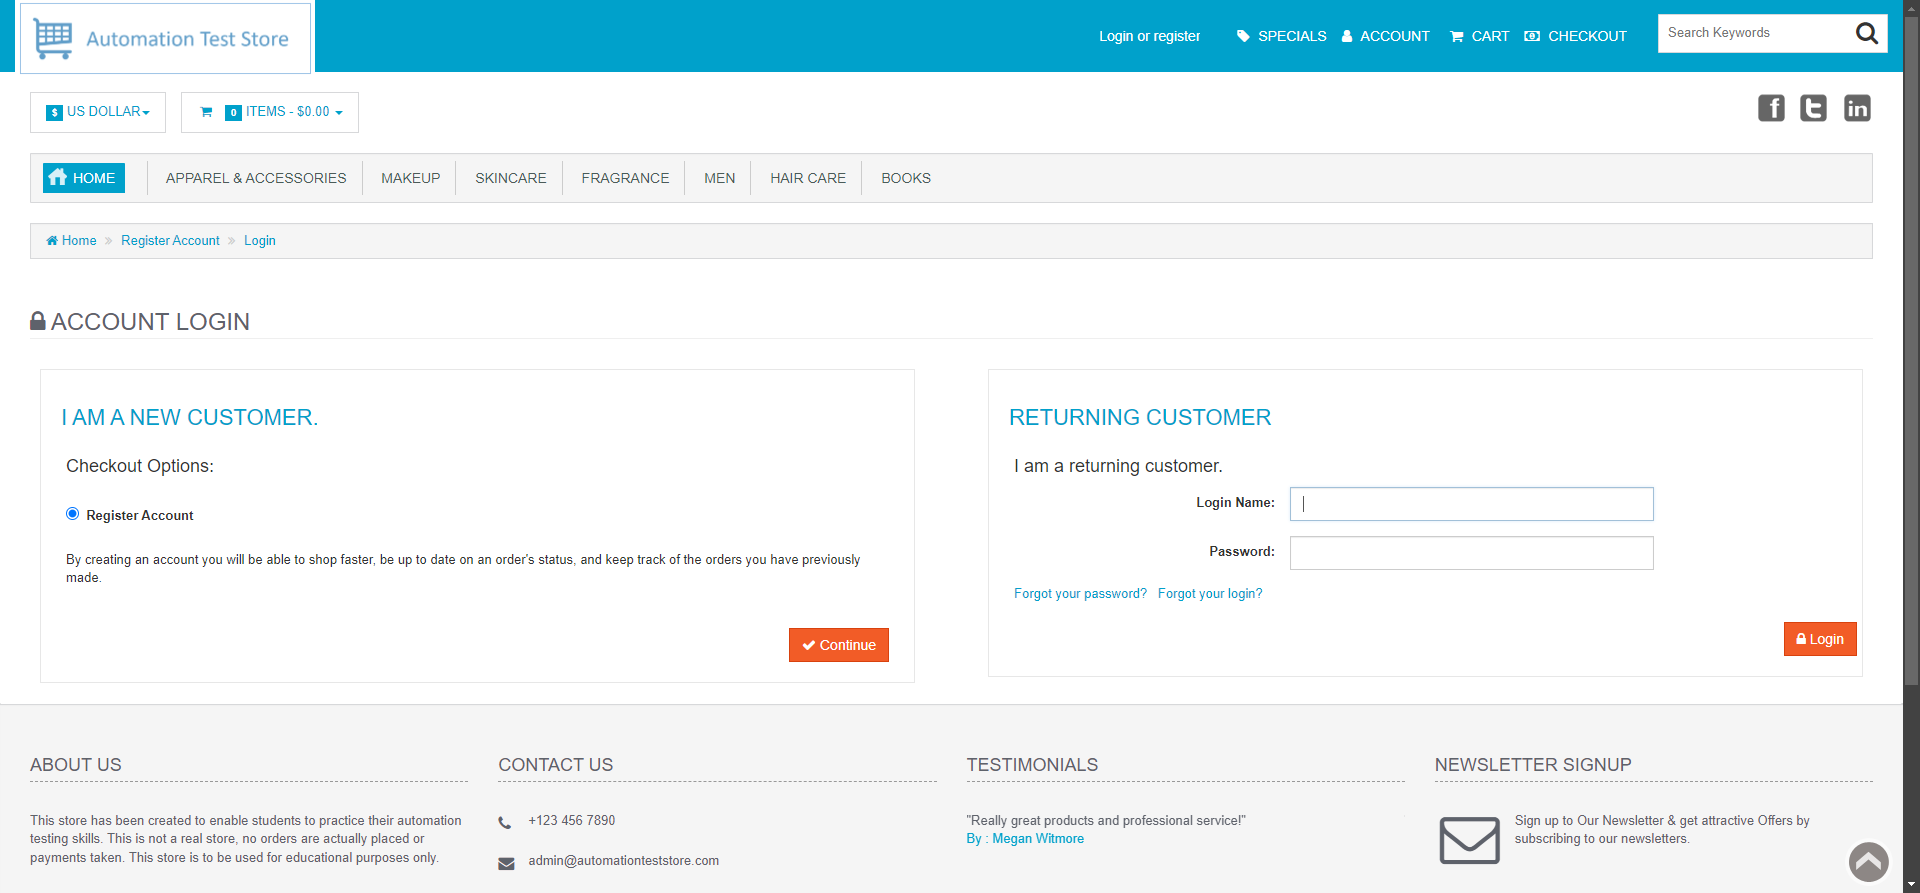 Automation Test Store
Login or register
SPECIALS
ACCOUNT
CART
CHECKOUT
Search Keywords
$ US DOLLAR
0 ITEMS - $0.00
f
t
in
HOME
APPAREL & ACCESSORIES
MAKEUP
SKINCARE
FRAGRANCE
MEN
HAIR CARE
BOOKS
Home » Register Account » Login
ACCOUNT LOGIN
I AM A NEW CUSTOMER.
Checkout Options:
Register Account
By creating an account you will be able to shop faster, be up to date on an order's status, and keep track of the orders you have previously
made.
Continue
RETURNING CUSTOMER
I am a returning customer.
Login Name:
Password:
Forgot your password? Forgot your login?
Login
ABOUT US
This store has been created to enable students to practice their automation
testing skills. This is not a real store, no orders are actually placed or
payments taken. This store is to be used for educational purposes only.
CONTACT US
+123 456 7890
admin@automationteststore.com
TESTIMONIALS
"Really great products and professional service!"
By : Megan Witmore
NEWSLETTER SIGNUP
Sign up to Our Newsletter & get attractive Offers by
subscribing to our newsletters.